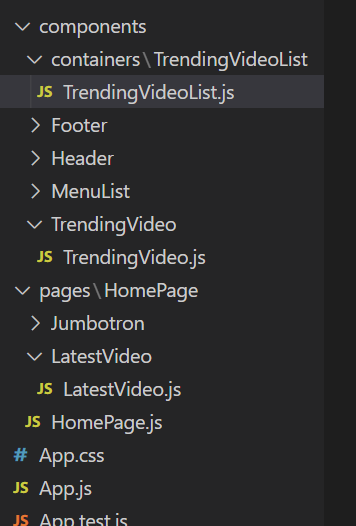 components
containers\TrendingVideoList
JS TrendingVideoList.js
Footer
Header
MenuList
TrendingVideo
JS TrendingVideo.js
pages\HomePage
Jumbotron
LatestVideo
JS LatestVideo.js
JS HomePage.js
# App.css
JS App.js
JS App.test.js